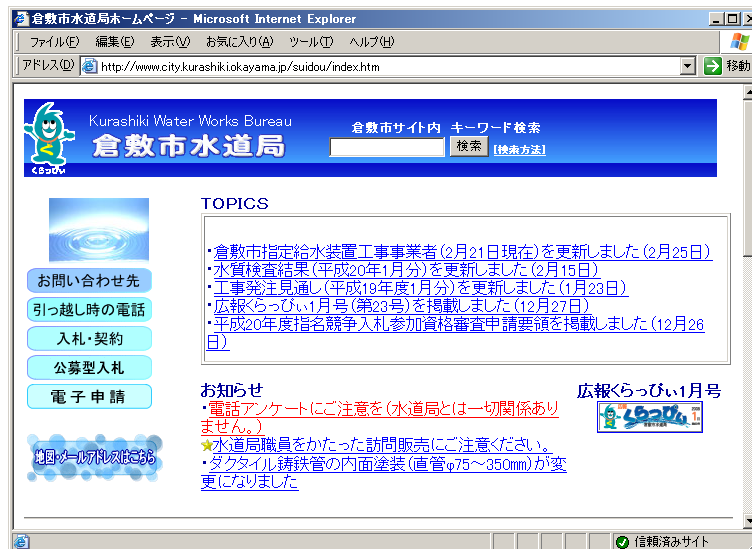 倉敷市水道局ホームページ - Microsoft Internet Explorer
ファイル(F) 編集(E) 表示(V) お気に入り(A) ツール(T) ヘルプ(H)
アドレス(D) http://www.city.kurashiki.okayama.jp/suidou/index.htm 移動
Kurashiki Water Works Bureau
倉敷市水道局
くらっぴぃ
倉敷市サイト内 キーワード検索
検索 [検索方法]
TOPICS
・倉敷市指定給水装置工事事業者(2月21日現在)を更新しました(2月25日)
・水質検査結果(平成20年1月分)を更新しました(2月15日)
・工事発注見通し(平成19年度1月分)を更新しました(1月23日)
・広報くらっぴぃ1月号(第23号)を掲載しました(12月27日)
・平成20年度指名競争入札参加資格審査申請要領を掲載しました(12月26
日)
お問い合わせ先
引っ越し時の電話
入札・契約
公募型入札
電子申請
地図・メールアドレスはこちら
お知らせ
・電話アンケートにご注意を(水道局とは一切関係あり
ません。)
水道局職員をかたった訪問販売にご注意ください。
・ダクタイル鋳鉄管の内面塗装(直管φ75～350mm)が変
更になりました
広報くらっぴぃ1月号
くらっぴぃ
信頼済みサイト